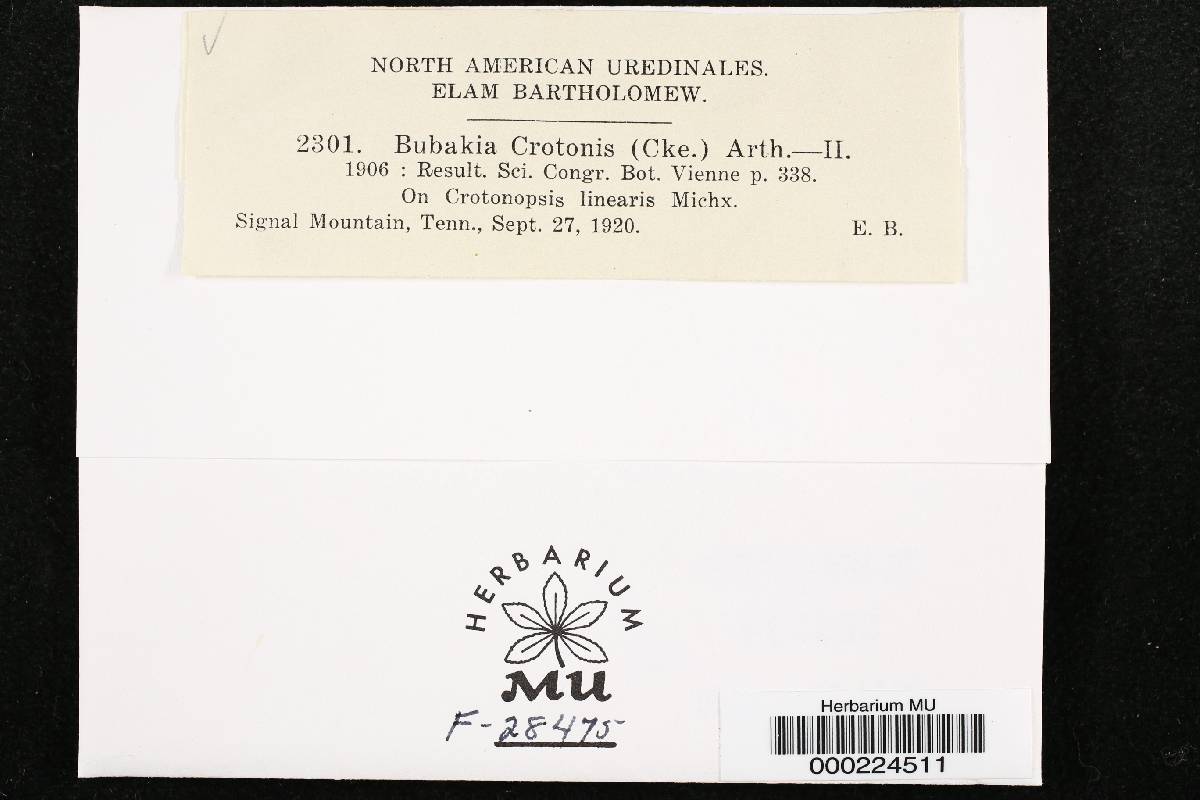 NORTH AMERICAN UREDINALES.
ELAM BARTHOLOMEW.
2301. Bubakia Crotonis (Cke.) Arth.—II.
1906 : Result. Sci. Congr. Bot. Vienne p. 338.
On Crotonopsis linearis Michx.
Signal Mountain, Tenn., Sept. 27, 1920. E. B.
HERBARIUM
MU
F-28475
Herbarium MU
000224511